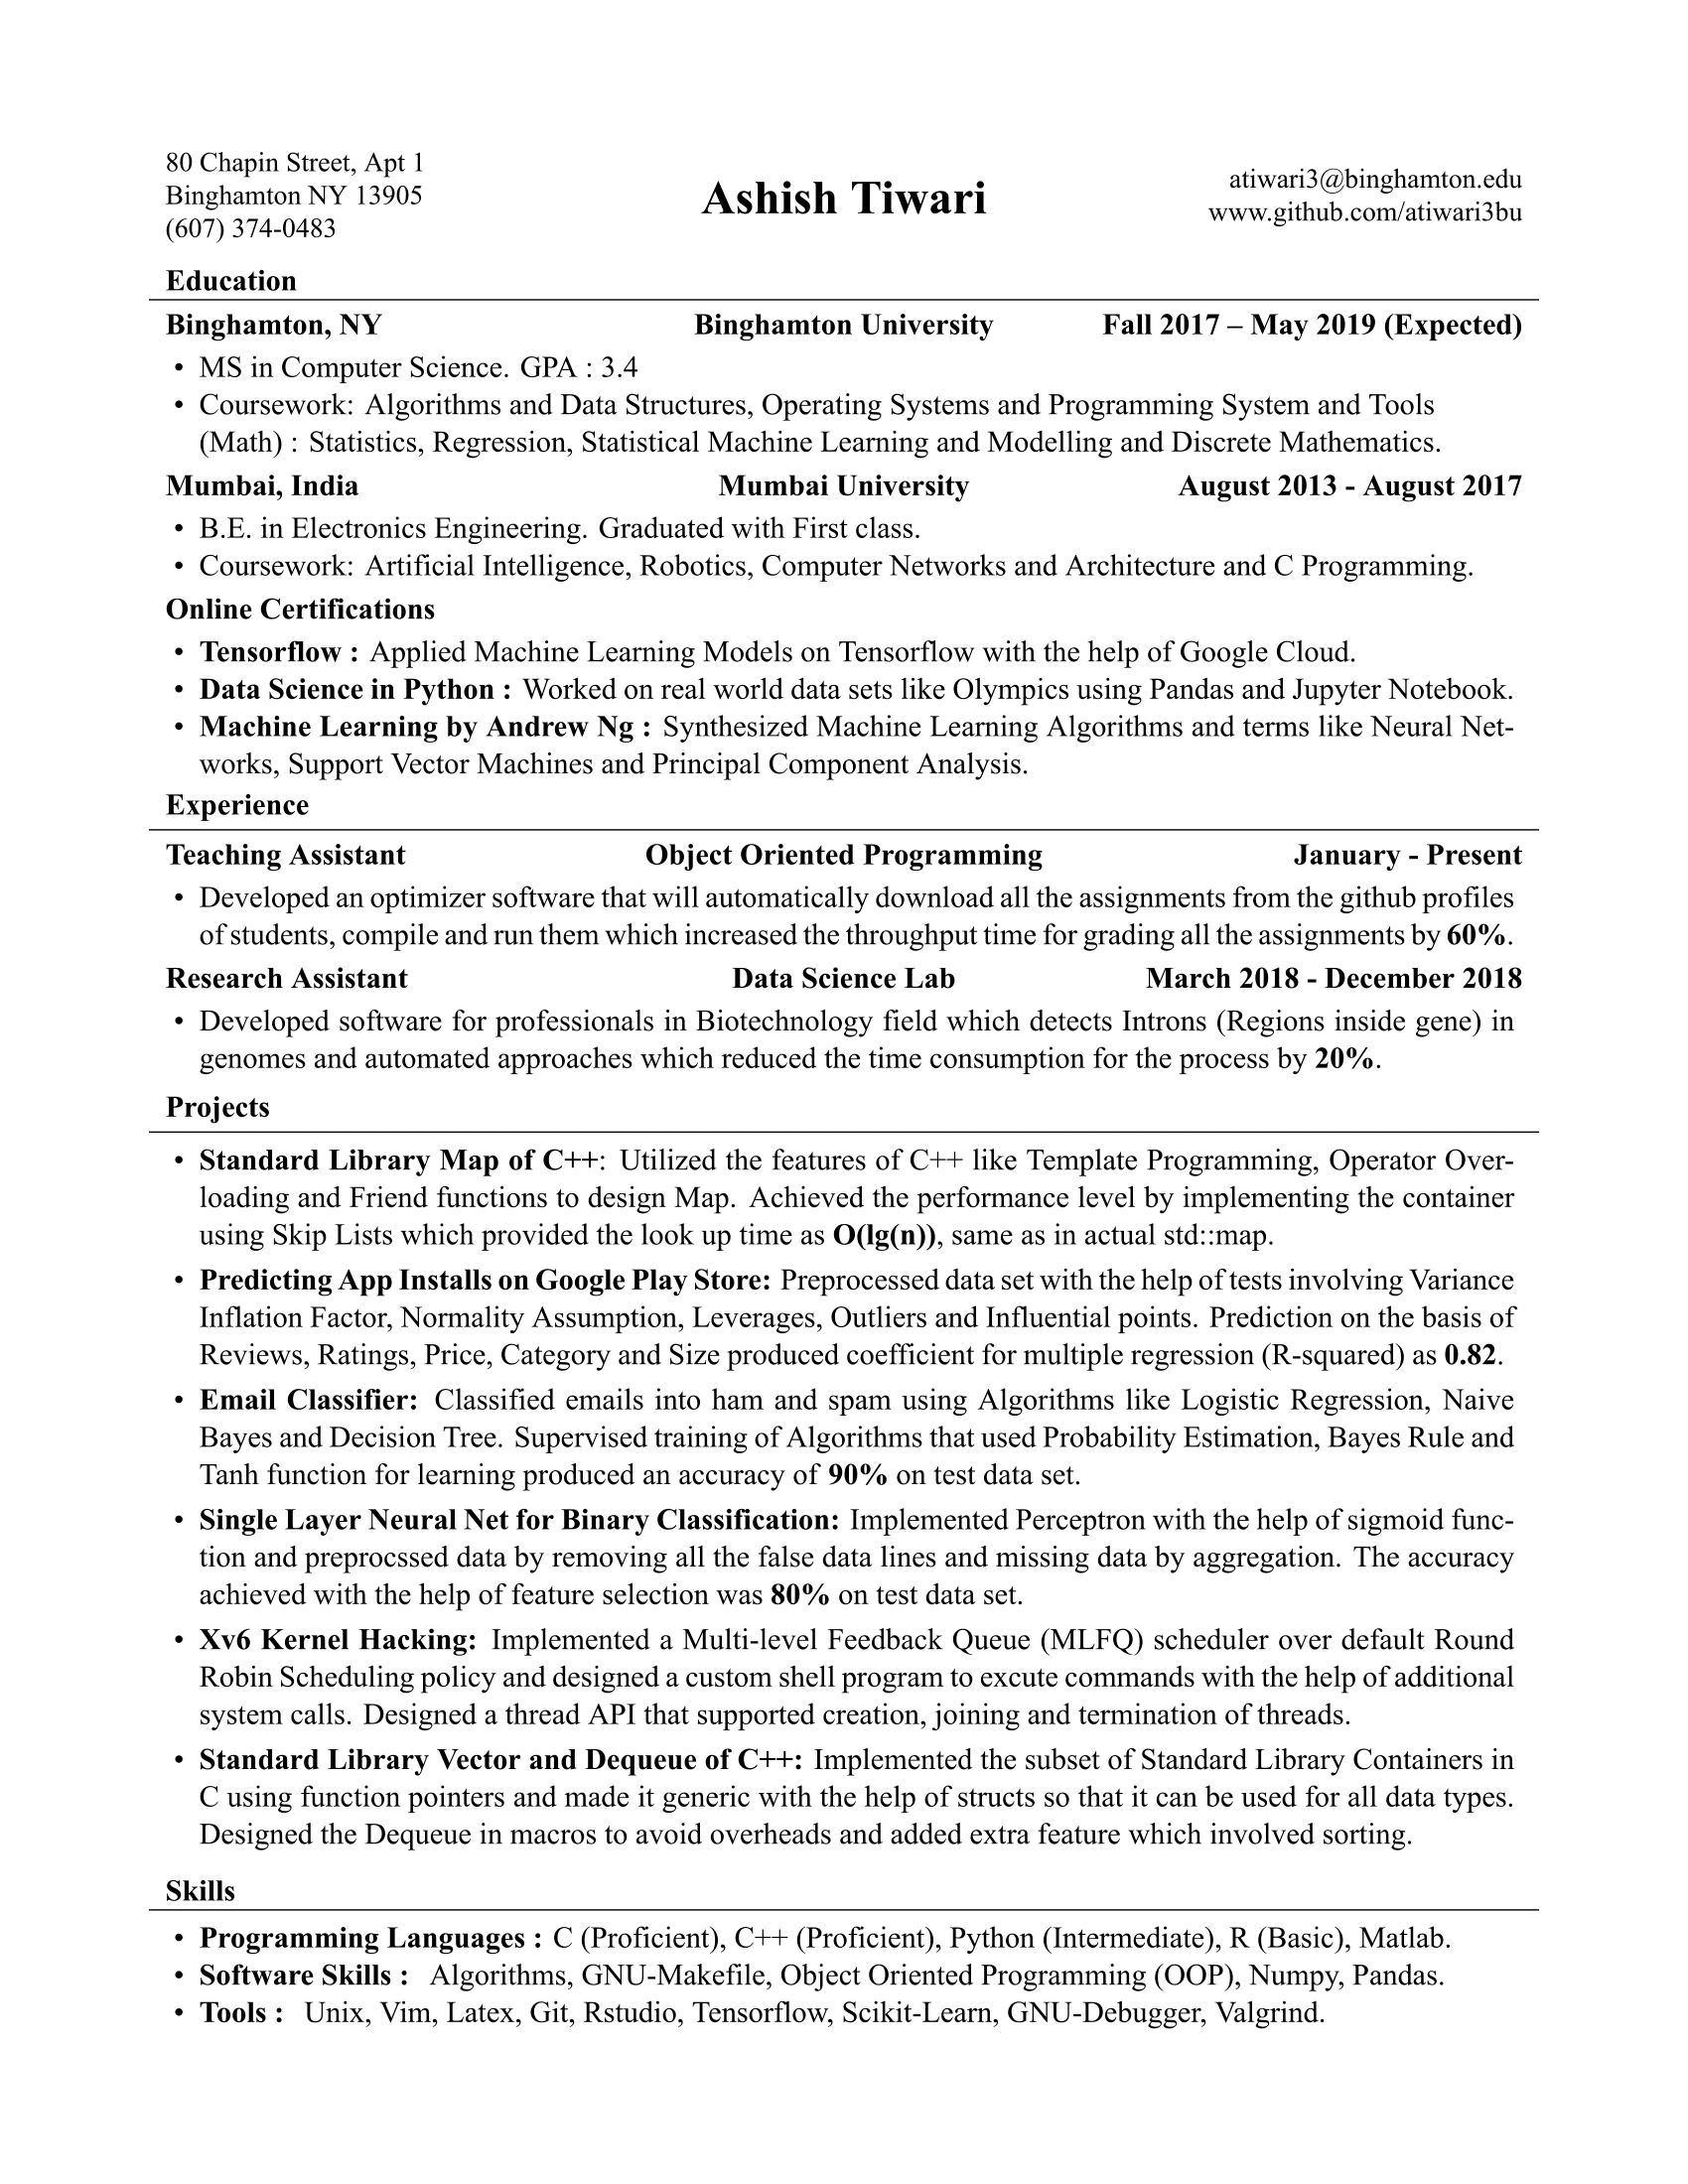 80 Chapin Street, Apt 1
Binghamton NY 13905
(607) 374-0483
Ashish Tiwari
atiwari3@binghamton.edu
www.github.com/atiwari3bu
Education
Binghamton, NY Binghamton University Fall 2017 – May 2019 (Expected)
• MS in Computer Science. GPA : 3.4
• Coursework: Algorithms and Data Structures, Operating Systems and Programming System and Tools
(Math) : Statistics, Regression, Statistical Machine Learning and Modelling and Discrete Mathematics.
Mumbai, India Mumbai University August 2013 - August 2017
• B.E. in Electronics Engineering. Graduated with First class.
• Coursework: Artificial Intelligence, Robotics, Computer Networks and Architecture and C Programming.
Online Certifications
• Tensorflow : Applied Machine Learning Models on Tensorflow with the help of Google Cloud.
• Data Science in Python : Worked on real world data sets like Olympics using Pandas and Jupyter Notebook.
• Machine Learning by Andrew Ng : Synthesized Machine Learning Algorithms and terms like Neural Net-
works, Support Vector Machines and Principal Component Analysis.
Experience
Teaching Assistant Object Oriented Programming January - Present
• Developed an optimizer software that will automatically download all the assignments from the github profiles
of students, compile and run them which increased the throughput time for grading all the assignments by 60%.
Research Assistant Data Science Lab March 2018 - December 2018
• Developed software for professionals in Biotechnology field which detects Introns (Regions inside gene) in
genomes and automated approaches which reduced the time consumption for the process by 20%.
Projects
• Standard Library Map of C++: Utilized the features of C++ like Template Programming, Operator Over-
loading and Friend functions to design Map. Achieved the performance level by implementing the container
using Skip Lists which provided the look up time as O(lg(n)), same as in actual std::map.
• Predicting App Installs on Google Play Store: Preprocessed data set with the help of tests involving Variance
Inflation Factor, Normality Assumption, Leverages, Outliers and Influential points. Prediction on the basis of
Reviews, Ratings, Price, Category and Size produced coefficient for multiple regression (R-squared) as 0.82.
• Email Classifier: Classified emails into ham and spam using Algorithms like Logistic Regression, Naive
Bayes and Decision Tree. Supervised training of Algorithms that used Probability Estimation, Bayes Rule and
Tanh function for learning produced an accuracy of 90% on test data set.
• Single Layer Neural Net for Binary Classification: Implemented Perceptron with the help of sigmoid func-
tion and preprocssed data by removing all the false data lines and missing data by aggregation. The accuracy
achieved with the help of feature selection was 80% on test data set.
• Xv6 Kernel Hacking: Implemented a Multi-level Feedback Queue (MLFQ) scheduler over default Round
Robin Scheduling policy and designed a custom shell program to excute commands with the help of additional
system calls. Designed a thread API that supported creation, joining and termination of threads.
• Standard Library Vector and Dequeue of C++: Implemented the subset of Standard Library Containers in
C using function pointers and made it generic with the help of structs so that it can be used for all data types.
Designed the Dequeue in macros to avoid overheads and added extra feature which involved sorting.
Skills
• Programming Languages : C (Proficient), C++ (Proficient), Python (Intermediate), R (Basic), Matlab.
• Software Skills : Algorithms, GNU-Makefile, Object Oriented Programming (OOP), Numpy, Pandas.
• Tools : Unix, Vim, Latex, Git, Rstudio, Tensorflow, Scikit-Learn, GNU-Debugger, Valgrind.